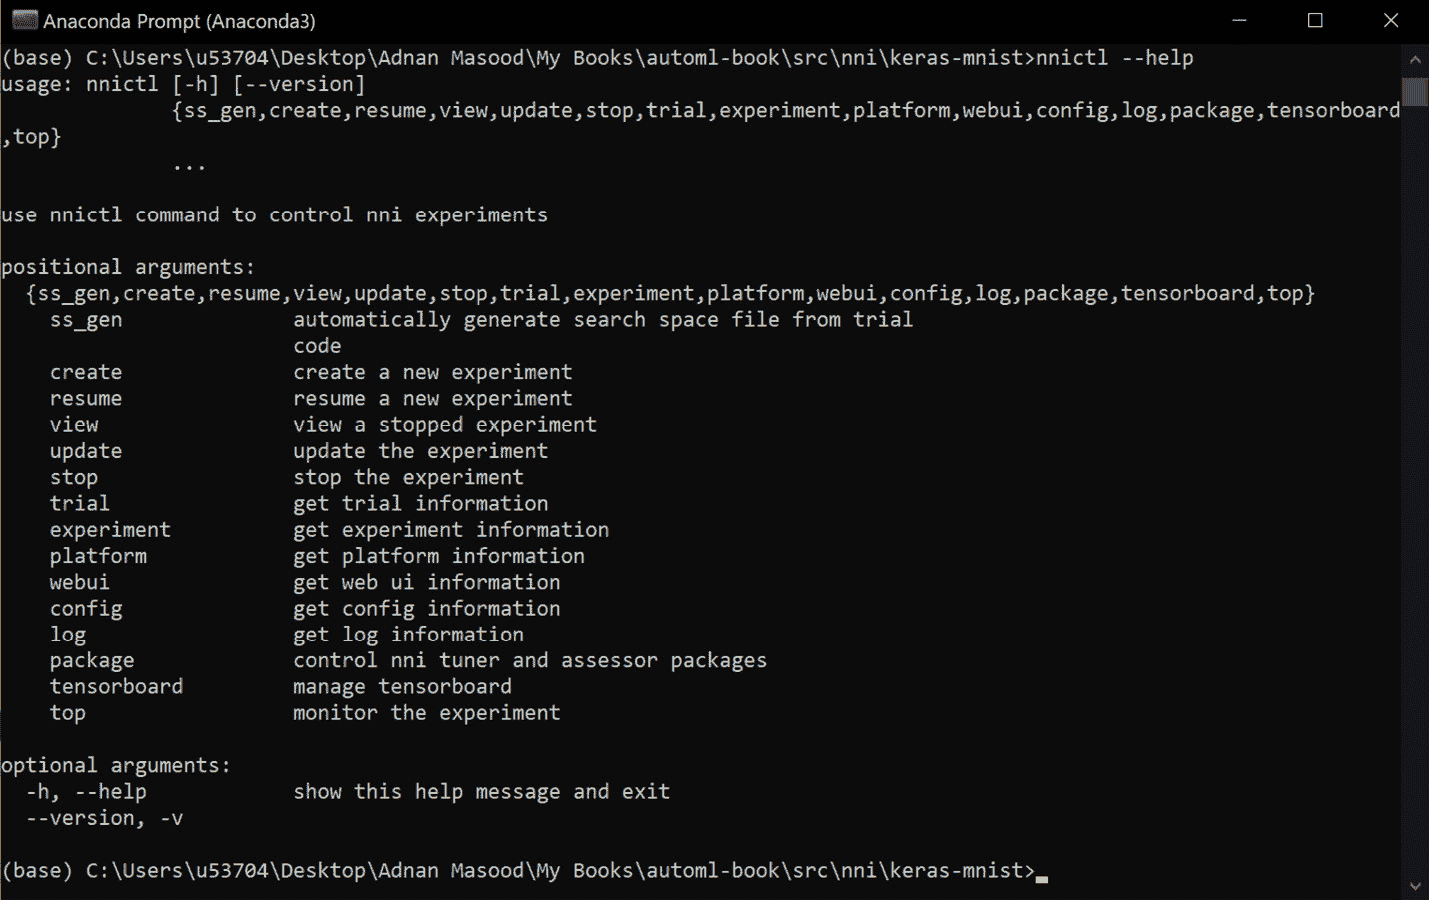 Anaconda Prompt (Anaconda3)
(base) C:\Users\u53704\Desktop\Adnan Masood\My Books\automl-book\src\nni\keras-mnist>nnictl --help
usage: nnictl [-h] [--version]
              {ss_gen,create,resume,view,update,stop,trial,experiment,platform,webui,config,log,package,tensorboard
,top}
              ...
use nnictl command to control nni experiments
positional arguments:
  {ss_gen,create,resume,view,update,stop,trial,experiment,platform,webui,config,log,package,tensorboard,top}
    ss_gen              automatically generate search space file from trial
                        code
    create              create a new experiment
    resume              resume a new experiment
    view                view a stopped experiment
    update              update the experiment
    stop                stop the experiment
    trial               get trial information
    experiment          get experiment information
    platform            get platform information
    webui               get web ui information
    config              get config information
    log                 get log information
    package             control nni tuner and assessor packages
    tensorboard         manage tensorboard
    top                 monitor the experiment
optional arguments:
  -h, --help            show this help message and exit
  --version, -v
(base) C:\Users\u53704\Desktop\Adnan Masood\My Books\automl-book\src\nni\keras-mnist>